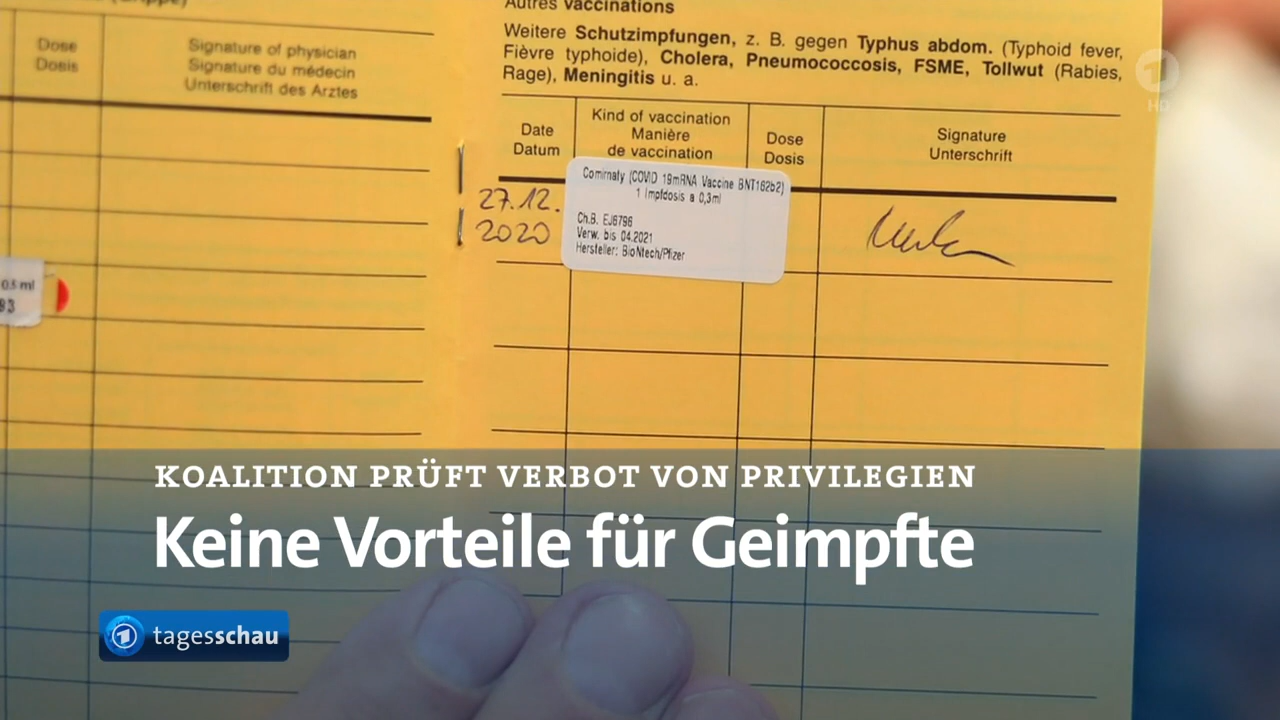 Dose
Dosis
Signature of physician
Signature du médecin
Unterschrift des Arztes
0.5 ml
Autres vaccinations
Weitere Schutzimpfungen, z. B. gegen Typhus abdom. (Typhoid fever,
Fièvre typhoide), Cholera, Pneumococcosis, FSME, Tollwut (Rabies,
Rage), Meningitis u. a.
Date
Datum
Kind of vaccination
Manière
de vaccination
Dose
Dosis
Signature
Unterschrift
27.12.
2020
Comirnaty (COVID 19mRNA Vaccine BNT162b2)
1 Impfdosis a 0,3ml
Ch.B. EJ6796
Verw. bis 04.2021
Hersteller: BioNtech/Pfizer
1
HD
KOALITION PRÜFT VERBOT VON PRIVILEGIEN
Keine Vorteile für Geimpfte
1 tagesschau